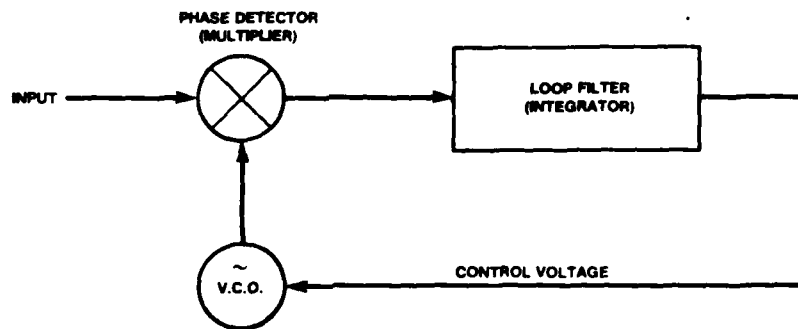 PHASE DETECTOR
(MULTIPLIER)
INPUT
LOOP FILTER
(INTEGRATOR)
CONTROL VOLTAGE
~
V.C.O.